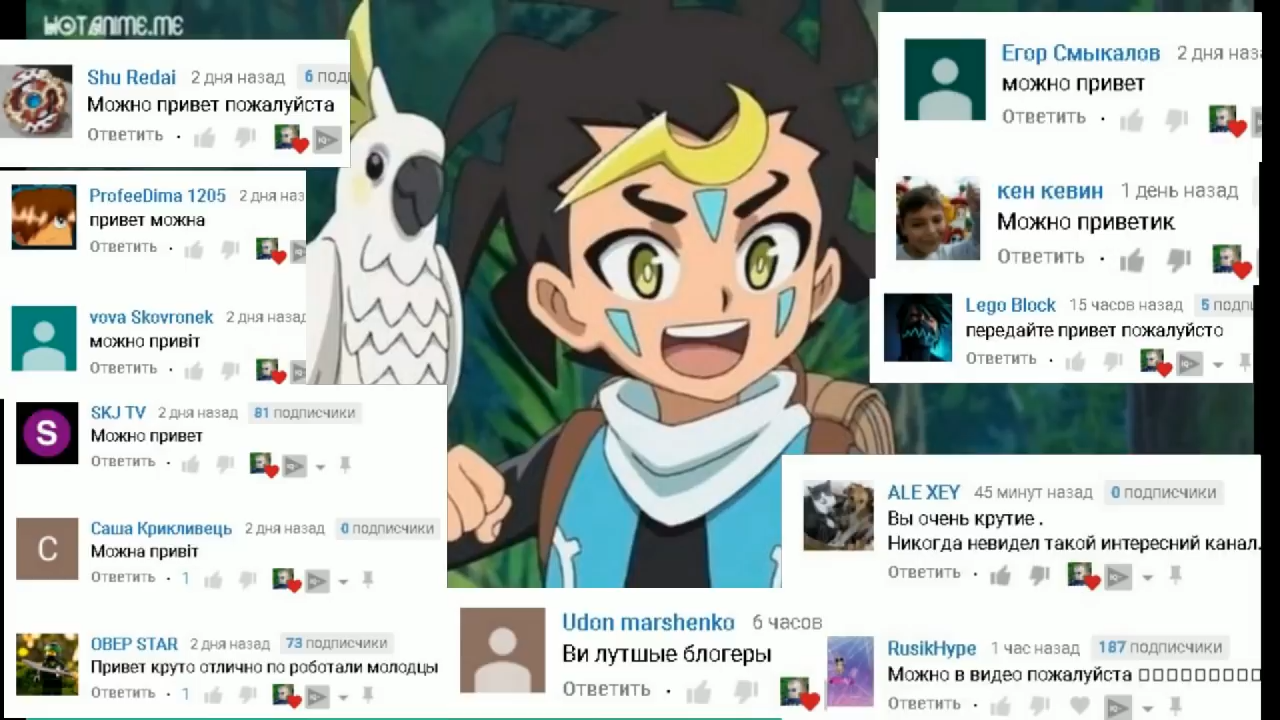 HOTANIME.ME
Shu Redai 2 дня назад 6
Можно привет пожалуйста
Ответить
ProfeeDima 1205 2 дня
привет можна
Ответить
vova Skovronek 2 дня назад
можно привіт
Ответить
S
SKJ TV 2 дня назад 81 подписчики
Можно привет
Ответить
C
Саша Крикливець 2 дня назад 0 подписчики
Можна привіт
Ответить 1
OBEP STAR 2 дня назад 73 подписчики
Привет круто отлично по роботали молодцы
Ответить 1
Егор Смыкалов 2 дня
можно привет
Ответить
кен кевин 1 день назад
Можно приветик
Ответить
Lego Block 15 часов назад 5
передайте привет пожалуйсто
Ответить
ALE XEY 45 минут назад 0 подписчики
Вы очень крутие .
Никогда невидел такой интересний канал.
Ответить
Udon marshenko 6 часов
Ви лутшые блогеры
Ответить
RusikHype 1 час назад 187 подписчики
Можно в видео пожалуйста
Ответить